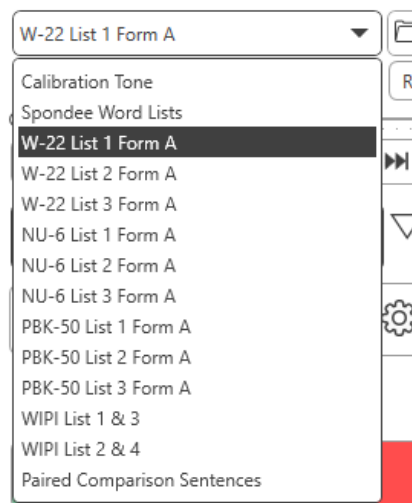 W-22 List 1 Form A
R
Calibration Tone
Spondee Word Lists
W-22 List 1 Form A
W-22 List 2 Form A
W-22 List 3 Form A
NU-6 List 1 Form A
NU-6 List 2 Form A
NU-6 List 3 Form A
PBK-50 List 1 Form A
PBK-50 List 2 Form A
PBK-50 List 3 Form A
WIPI List 1 & 3
WIPI List 2 & 4
Paired Comparison Sentences